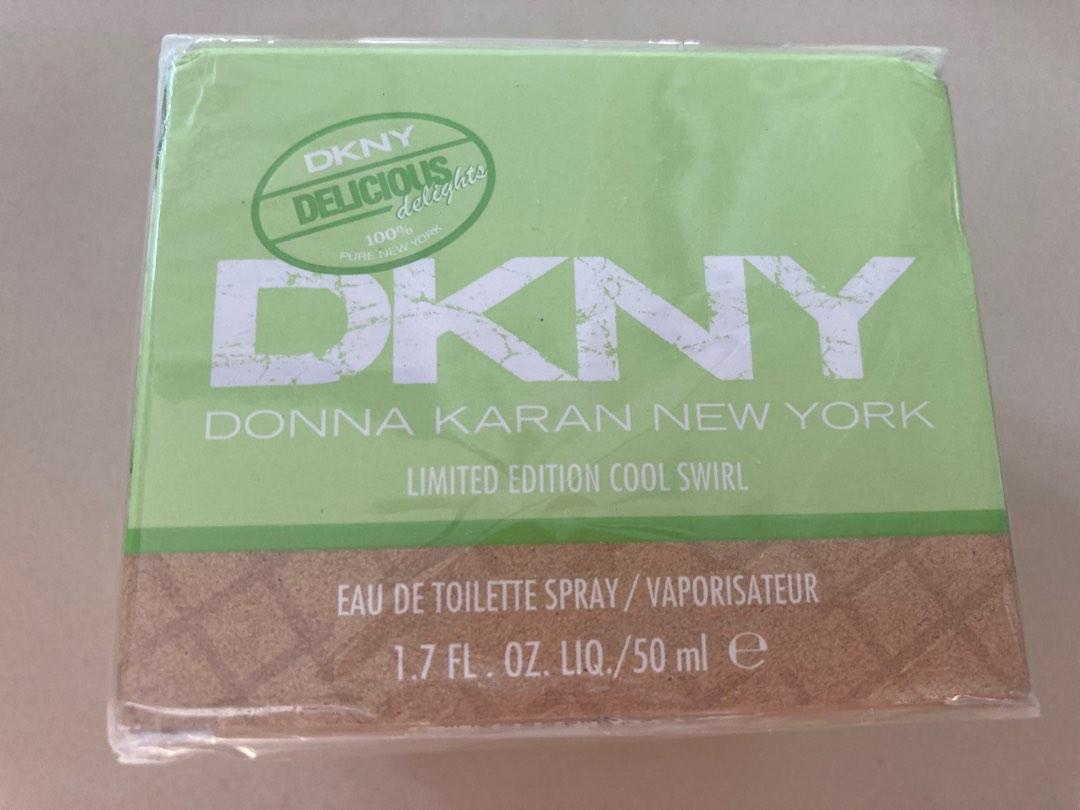 DKNY
DELICIOUS
delights
100%
PURE NEW YORK
DKNY
DONNA KARAN NEW YORK
LIMITED EDITION COOL SWIRL
EAU DE TOILETTE SPRAY / VAPORISATEUR
1.7 FL . OZ. LIQ./50 ml ℮